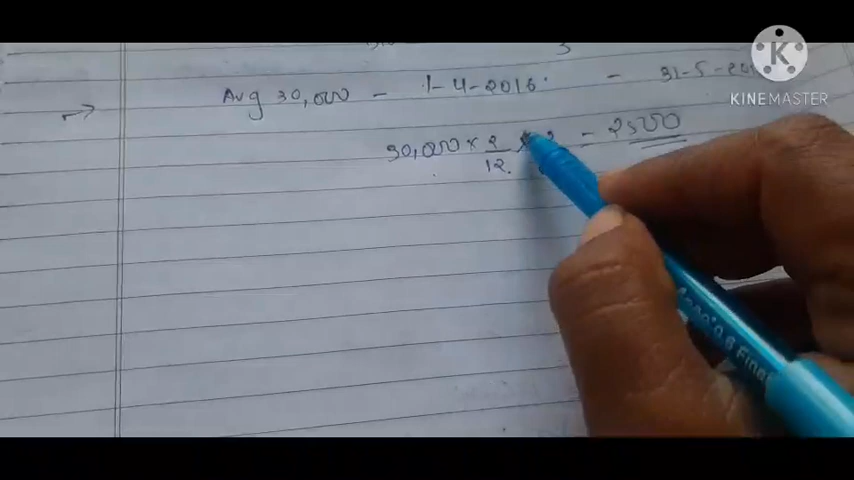 Avg 30,000 - 1-4-2016 - 31-5-
30,000 × 2/12 × = 2500
K
KINEMASTER